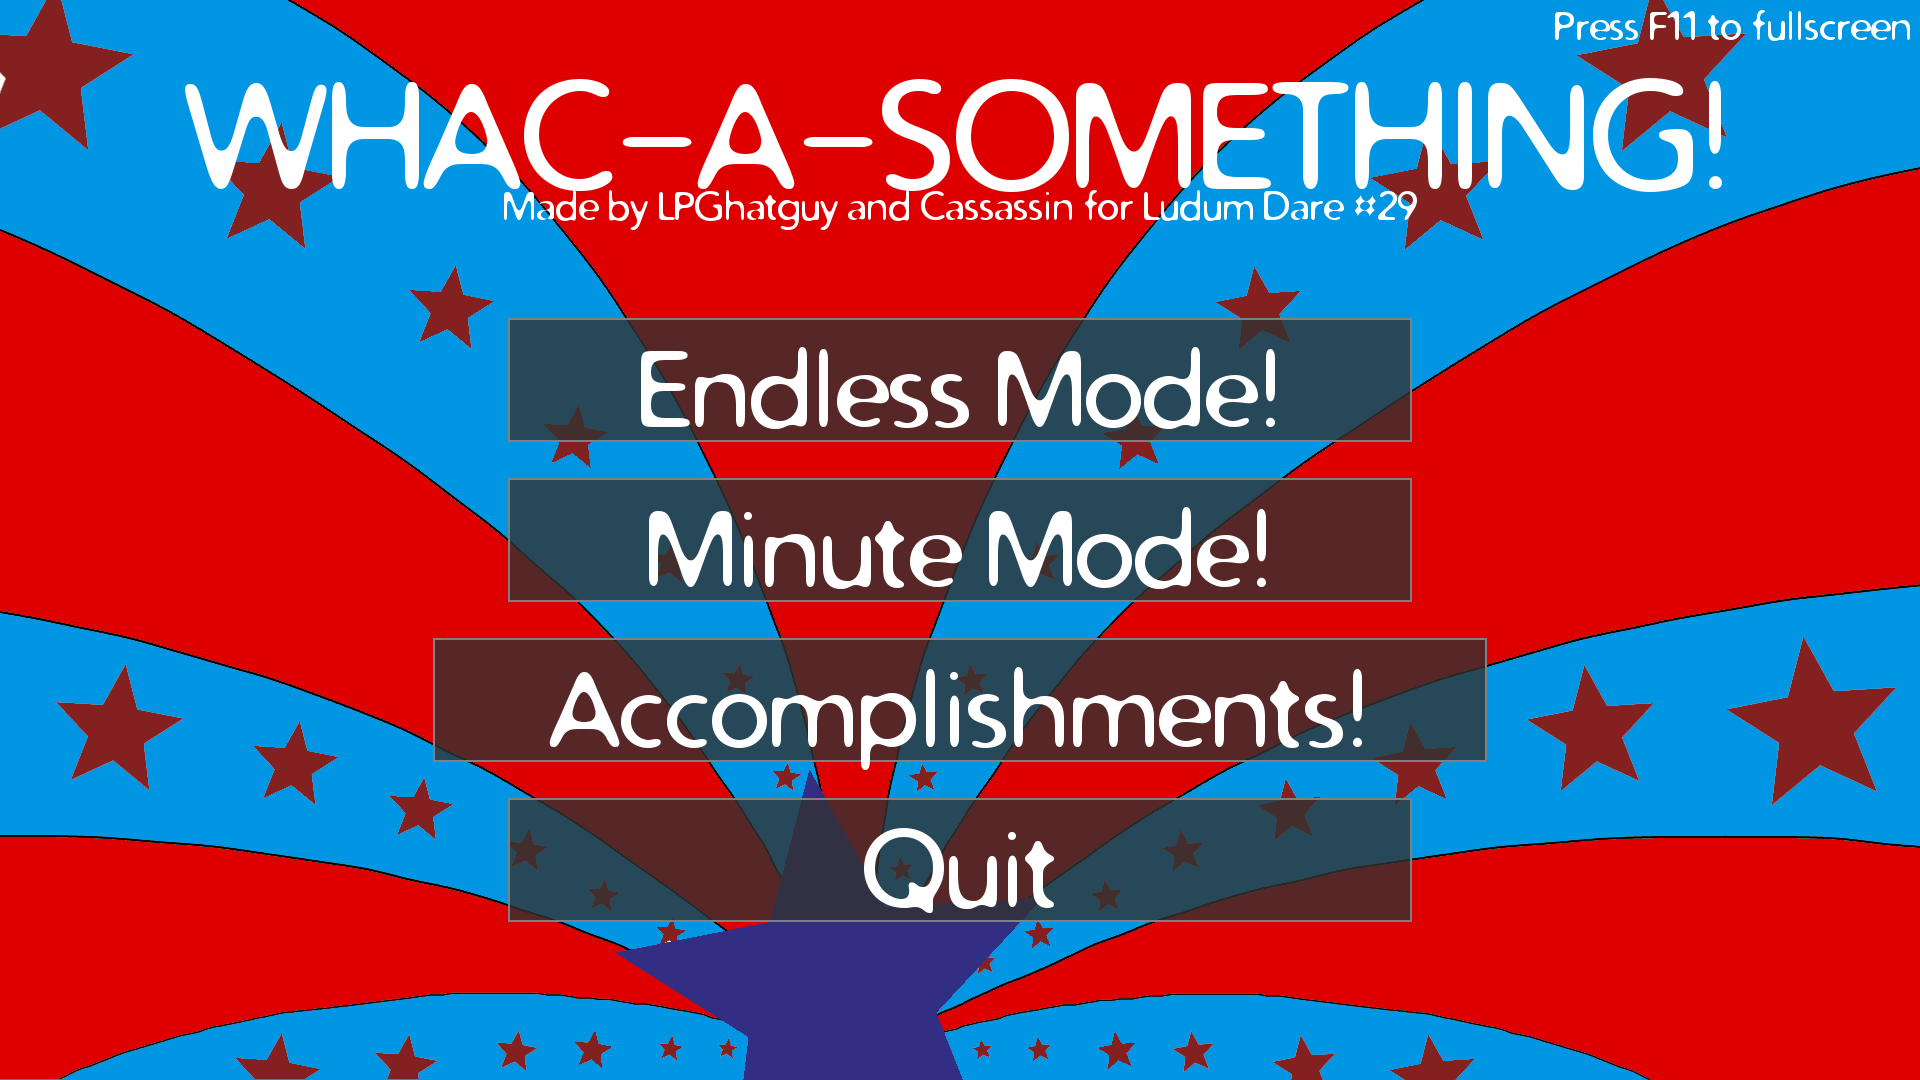 Press F11 to fullscreen
WHAC-A-SOMETHING!
Made by LPGhatguy and Cassassin for Ludum Dare #29
Endless Mode!
Minute Mode!
Accomplishments!
Quit